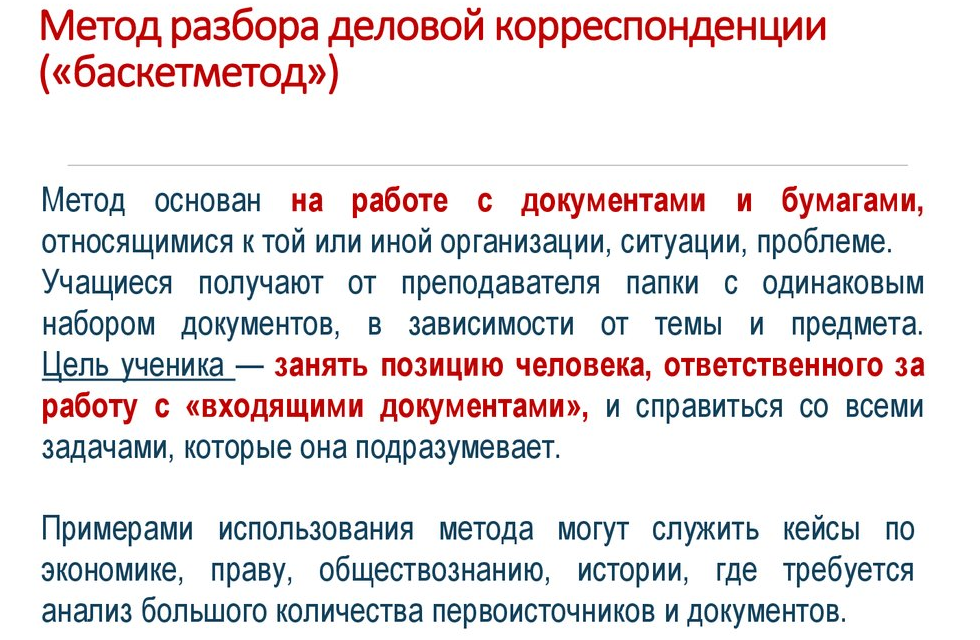 Метод разбора деловой корреспонденции
(«баскетметод»)
Метод основан на работе с документами и бумагами,
относящимися к той или иной организации, ситуации, проблеме.
Учащиеся получают от преподавателя папки с одинаковым
набором документов, в зависимости от темы и предмета.
Цель ученика — занять позицию человека, ответственного за
работу с «входящими документами», и справиться со всеми
задачами, которые она подразумевает.
Примерами использования метода могут служить кейсы по
экономике, праву, обществознанию, истории, где требуется
анализ большого количества первоисточников и документов.